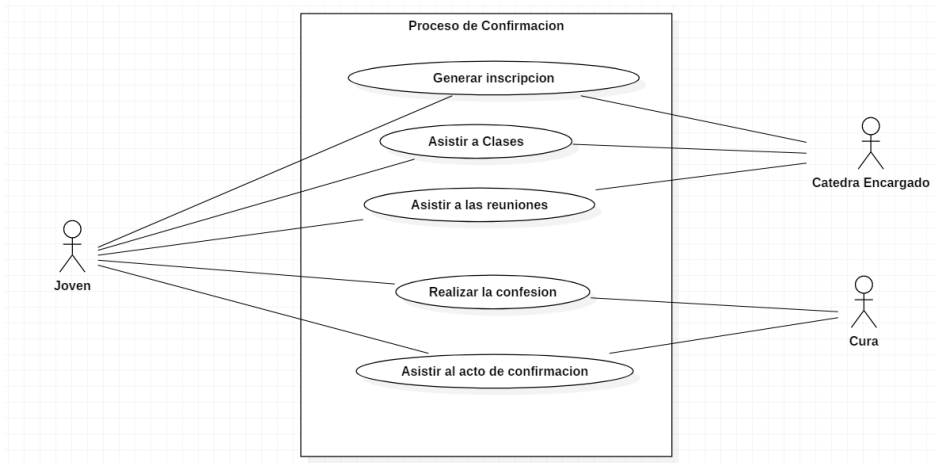 Proceso de Confirmacion
Generar inscripcion
Asistir a Clases
Catedra Encargado
Asistir a las reuniones
Joven
Realizar la confesion
Cura
Asistir al acto de confirmacion